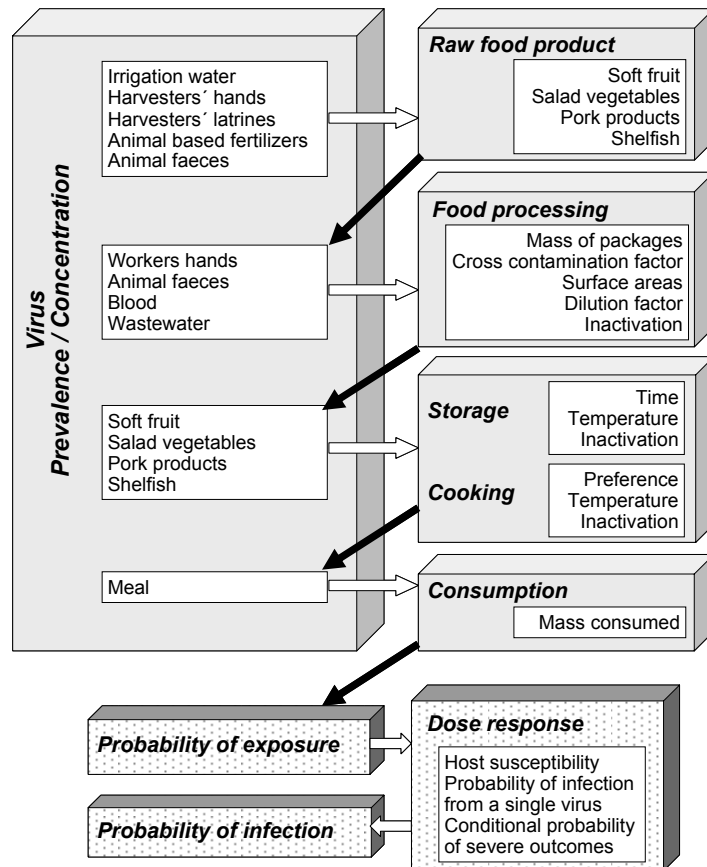 Virus
Prevalence / Concentration
Irrigation water
Harvesters´ hands
Harvesters´ latrines
Animal based fertilizers
Animal faeces
Raw food product
Soft fruit
Salad vegetables
Pork products
Shelfish
Workers hands
Animal faeces
Blood
Wastewater
Food processing
Mass of packages
Cross contamination factor
Surface areas
Dilution factor
Inactivation
Soft fruit
Salad vegetables
Pork products
Shelfish
Storage
Time
Temperature
Inactivation
Cooking
Preference
Temperature
Inactivation
Meal
Consumption
Mass consumed
Probability of exposure
Dose response
Host susceptibility
Probability of infection
from a single virus
Conditional probability
of severe outcomes
Probability of infection